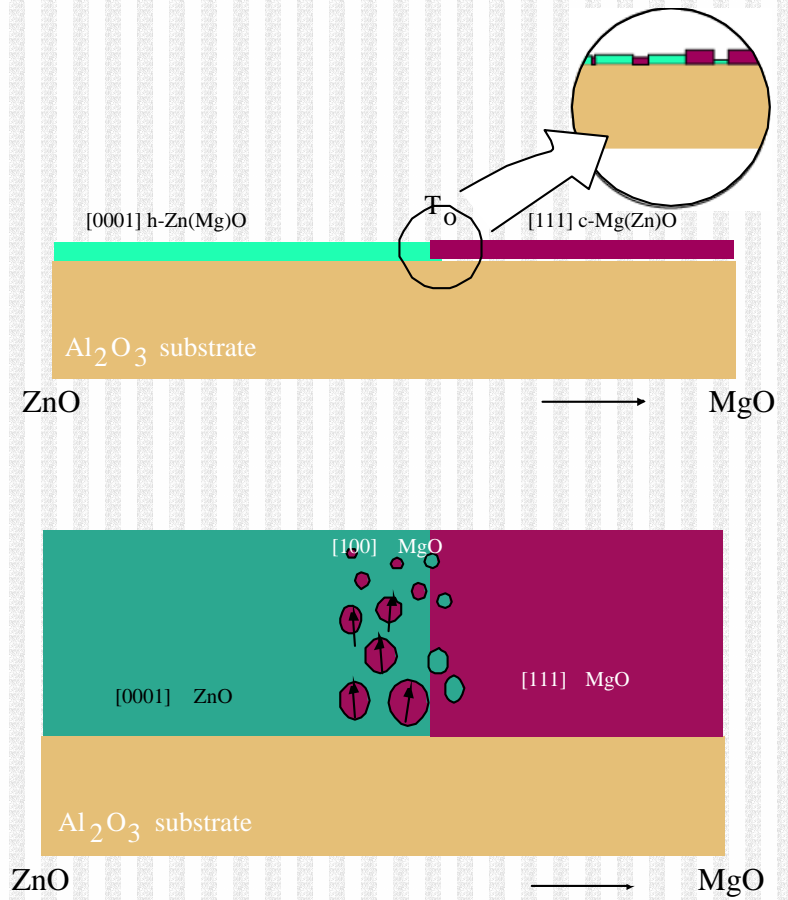 T₀
[0001] h-Zn(Mg)O [111] c-Mg(Zn)O
Al₂O₃ substrate
ZnO MgO
[100] MgO
[111] MgO
[0001] ZnO
Al₂O₃ substrate
ZnO MgO